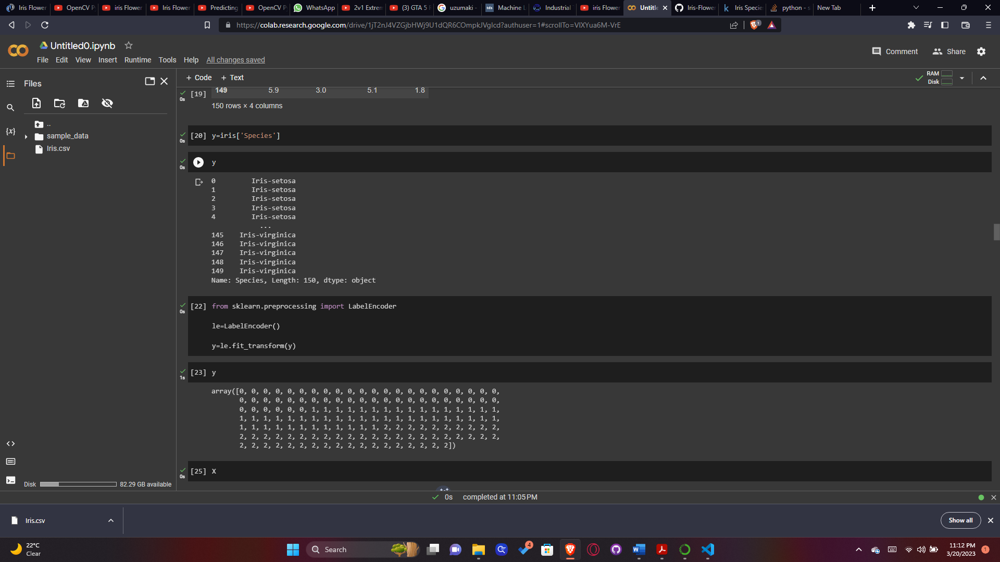 Iris Flower
OpenCV P
iris Flower
Iris Flower
Predicting
OpenCV P
WhatsApp
2v1 Extrem
(3) GTA 5 F
uzumaki -
tds Machine L
Industrial
iris Flower
Untitle
Iris-Flower
Iris Specie
python - s
New Tab
https://colab.research.google.com/drive/1jT2nJ4VZGjbHWj9U1dQR6COmpkJVglcd?authuser=1#scrollTo=VlXYua6M-VrE
Untitled0.ipynb
File Edit View Insert Runtime Tools Help All changes saved
Comment Share
Files
+ Code + Text
RAM
Disk
..
sample_data
Iris.csv
0s [19] 149 5.9 3.0 5.1 1.8
150 rows × 4 columns
0s [20] y=iris['Species']
0s y
0 Iris-setosa
1 Iris-setosa
2 Iris-setosa
3 Iris-setosa
4 Iris-setosa
...
145 Iris-virginica
146 Iris-virginica
147 Iris-virginica
148 Iris-virginica
149 Iris-virginica
Name: Species, Length: 150, dtype: object
0s [22] from sklearn.preprocessing import LabelEncoder
le=LabelEncoder()
y=le.fit_transform(y)
1s [23] y
array([0, 0, 0, 0, 0, 0, 0, 0, 0, 0, 0, 0, 0, 0, 0, 0, 0, 0, 0, 0, 0, 0,
0, 0, 0, 0, 0, 0, 0, 0, 0, 0, 0, 0, 0, 0, 0, 0, 0, 0, 0, 0, 0, 0,
0, 0, 0, 0, 0, 0, 1, 1, 1, 1, 1, 1, 1, 1, 1, 1, 1, 1, 1, 1, 1, 1,
1, 1, 1, 1, 1, 1, 1, 1, 1, 1, 1, 1, 1, 1, 1, 1, 1, 1, 1, 1, 1, 1,
1, 1, 1, 1, 1, 1, 1, 1, 1, 1, 1, 1, 2, 2, 2, 2, 2, 2, 2, 2, 2, 2,
2, 2, 2, 2, 2, 2, 2, 2, 2, 2, 2, 2, 2, 2, 2, 2, 2, 2, 2, 2, 2, 2,
2, 2, 2, 2, 2, 2, 2, 2, 2, 2, 2, 2, 2, 2, 2, 2, 2, 2])
0s [25] X
Disk 82.29 GB available
0s completed at 11:05 PM
Iris.csv
Show all
22°C
Clear
Search
4
11:12 PM
3/20/2023
1